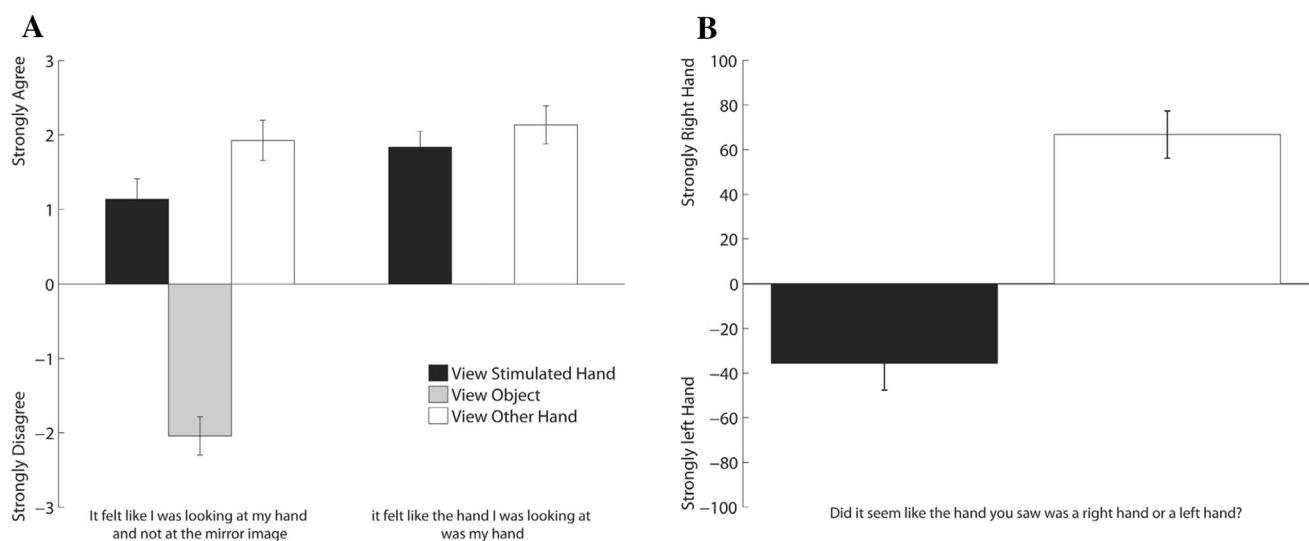 A
Strongly Agree
Strongly Disagree
3
2
1
0
−1
−2
−3
View Stimulated Hand
View Object
View Other Hand
It felt like I was looking at my hand
and not at the mirror image
it felt like the hand I was looking at
was my hand
B
Strongly Right Hand
Strongly left Hand
100
80
60
40
20
0
−20
−40
−60
−80
−100
Did it seem like the hand you saw was a right hand or a left hand?